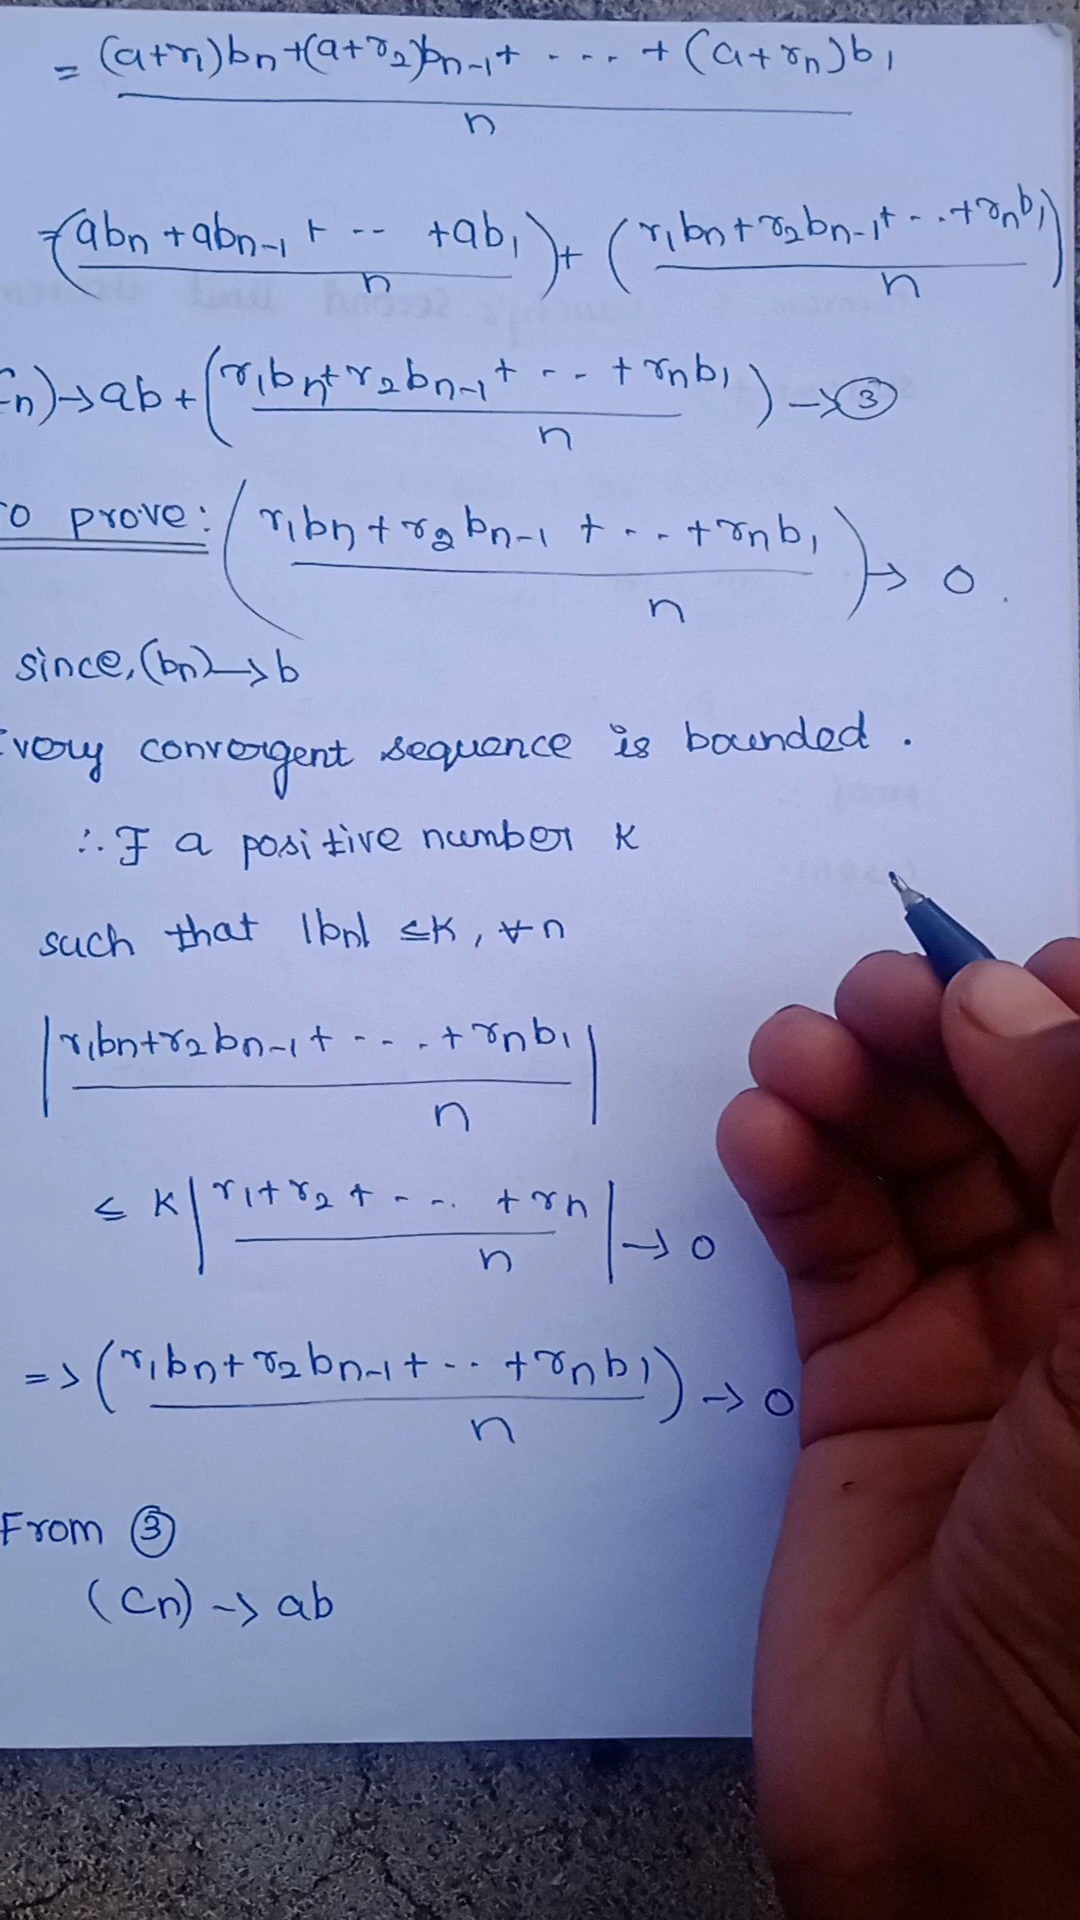 = (a+r₁)bn+(a+r₂)bn-1+ - - .. + (a+rn)b₁
n
=(abn+abn-1 + -- +ab₁)+ (r₁bn+r₂bn-1+ - . .+rnb₁)
n n
n)→ab+(r₁bn+r₂bn-1+ - - + rnb₁)→③
n
o prove: (r₁bn+r₂bn-1 + - . . +rnb₁)→ 0
n
since, (bn)→b
very convergent sequence is bounded .
∴ ∃ a positive number K
such that |bn| ≤K, ∀n
|r₁bn+r₂bn-1+ - - . . +rnb₁|
n
≤ K|r₁+r₂+ - - .. +rn|→0
n
=> (r₁bn+r₂bn-1+ - .. +rnb₁)→0
n
From ③
(Cn)→ab